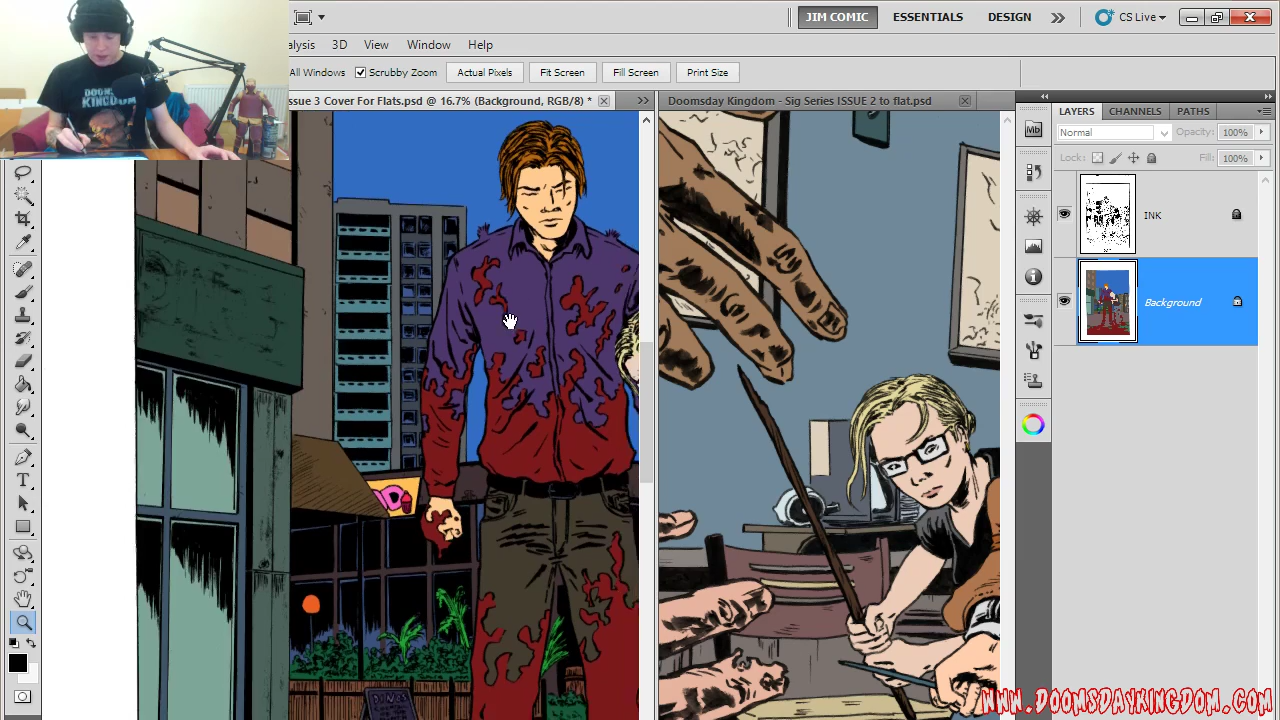 JIM COMIC
ESSENTIALS
DESIGN
CS Live
alysis 3D View Window Help
All Windows
Scrubby Zoom
Actual Pixels
Fit Screen
Fill Screen
Print Size
DOOMSDAY
KINGDOM
ssue 3 Cover For Flats.psd @ 16.7% (Background, RGB/8) *
Doomsday Kingdom - Sig Series ISSUE 2 to flat.psd
LAYERS
CHANNELS
PATHS
Normal
Opacity: 100%
Lock:
Fill: 100%
Mb
INK
Background
D
WWW.DOOMSDAYKINGDOM.COM